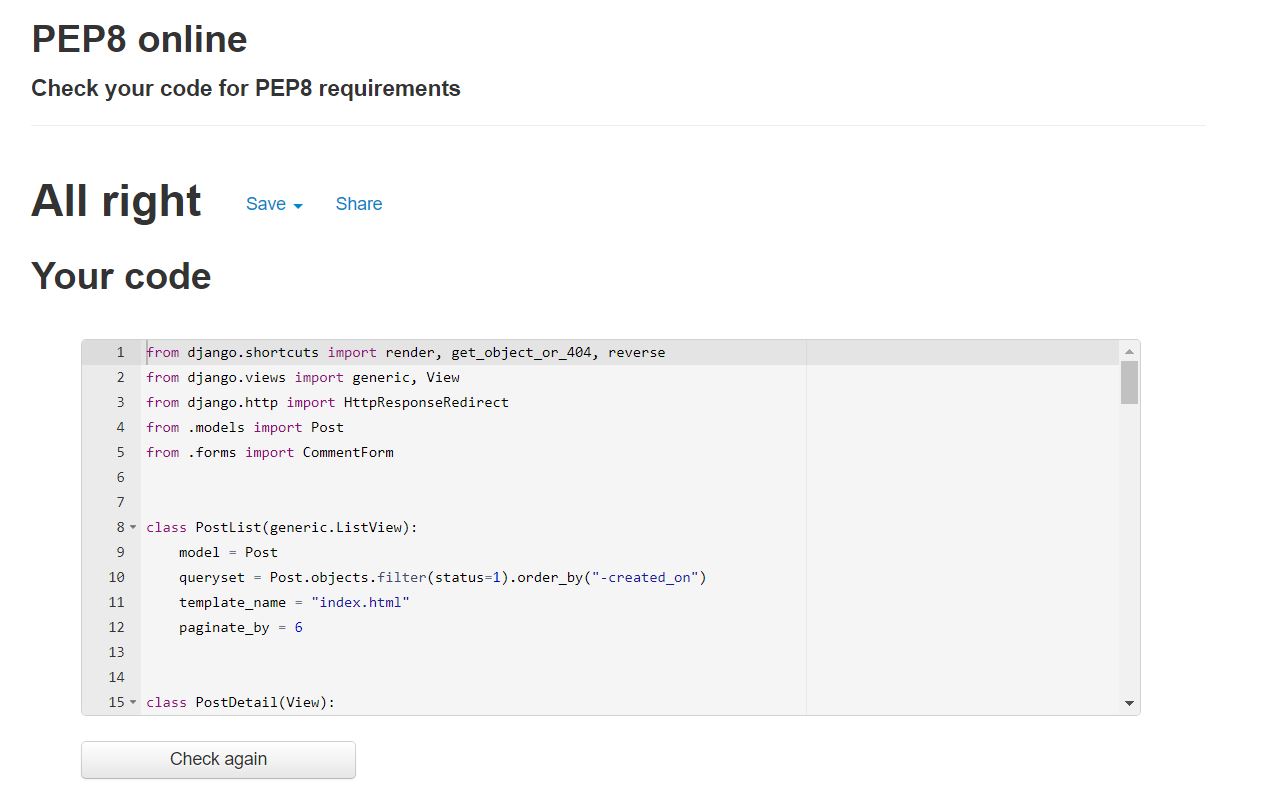 PEP8 online
Check your code for PEP8 requirements
All right Save Share
Your code
1 from django.shortcuts import render, get_object_or_404, reverse
2 from django.views import generic, View
3 from django.http import HttpResponseRedirect
4 from .models import Post
5 from .forms import CommentForm
6
7
8 class PostList(generic.ListView):
9     model = Post
10     queryset = Post.objects.filter(status=1).order_by("-created_on")
11     template_name = "index.html"
12     paginate_by = 6
13
14
15 class PostDetail(View):
Check again